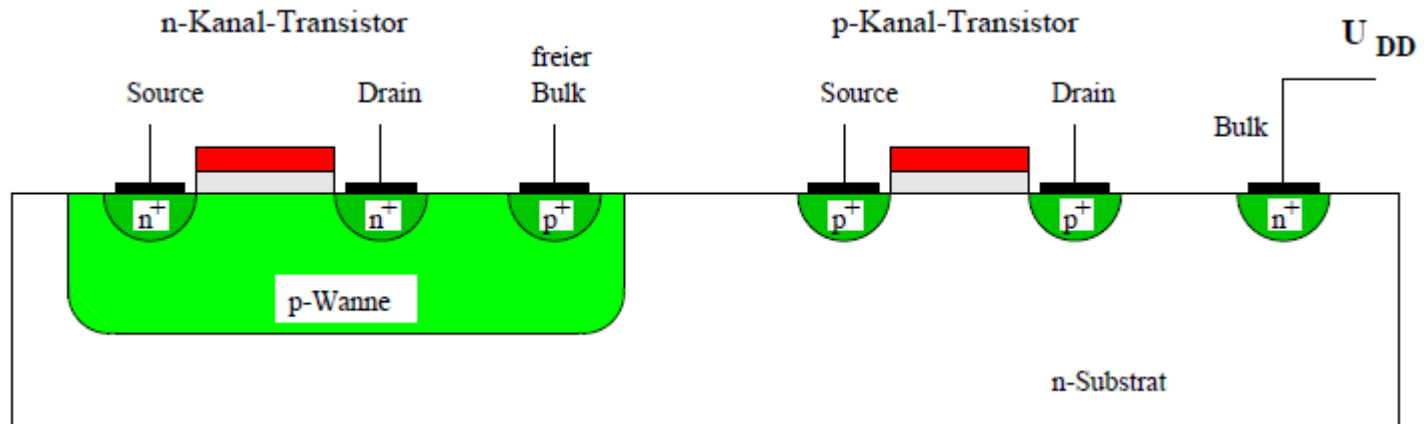 n-Kanal-Transistor
p-Kanal-Transistor
U DD
Source
Drain
freier
Bulk
Source
Drain
Bulk
n+
n+
p+
p+
p+
n+
p-Wanne
n-Substrat